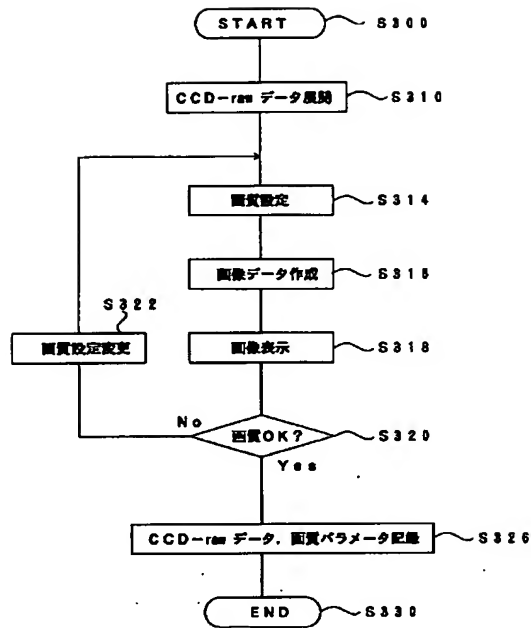 START
S300
CCD-raw データ展開
S310
画質設定
S314
画像データ作成
S316
S322
画質設定変更
画像表示
S318
No
画質OK?
S320
Yes
CCD-raw データ，画質パラメータ記録
S326
END
S330